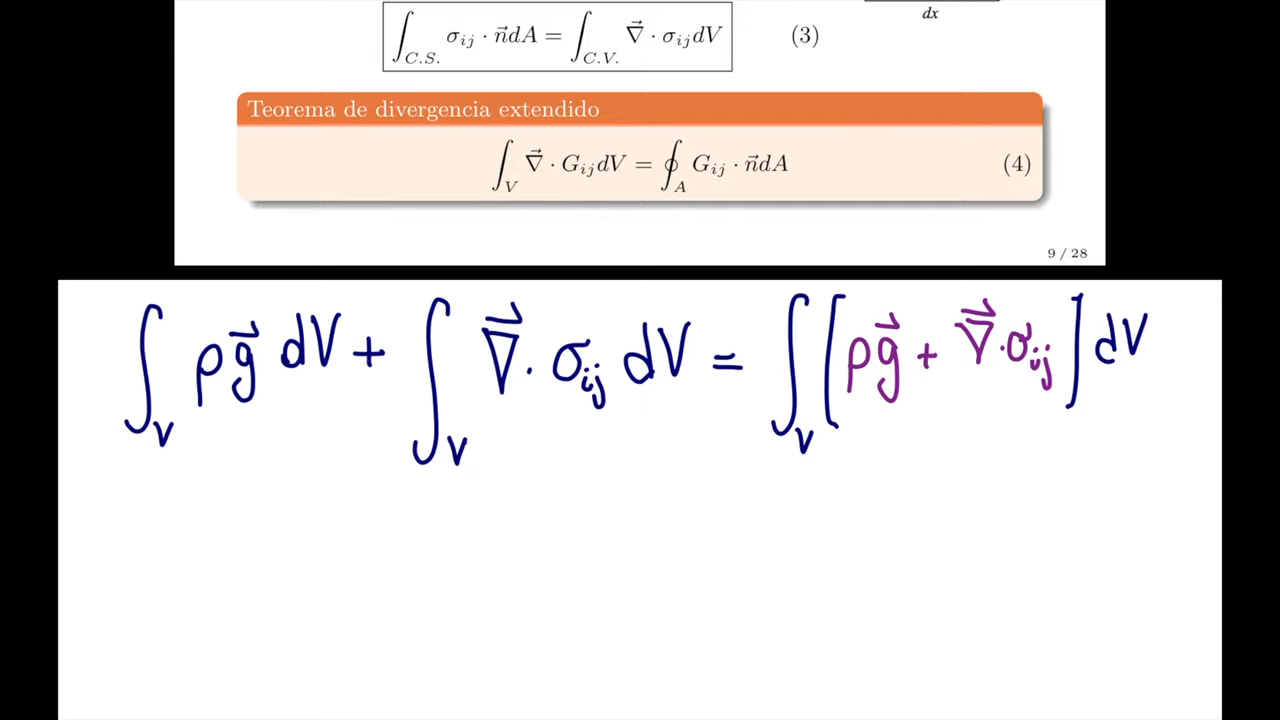 dx
∫_{C.S.} σ_{ij} · n⃗dA = ∫_{C.V.} ∇⃗ · σ_{ij}dV (3)
Teorema de divergencia extendido
∫_V ∇⃗ · G_{ij}dV = ∮_A G_{ij} · n⃗dA (4)
9 / 28
∫_V ρg⃗ dV + ∫_V ∇⃗ · σ_{ij} dV = ∫_V [ρg⃗ + ∇⃗ · σ_{ij}] dV